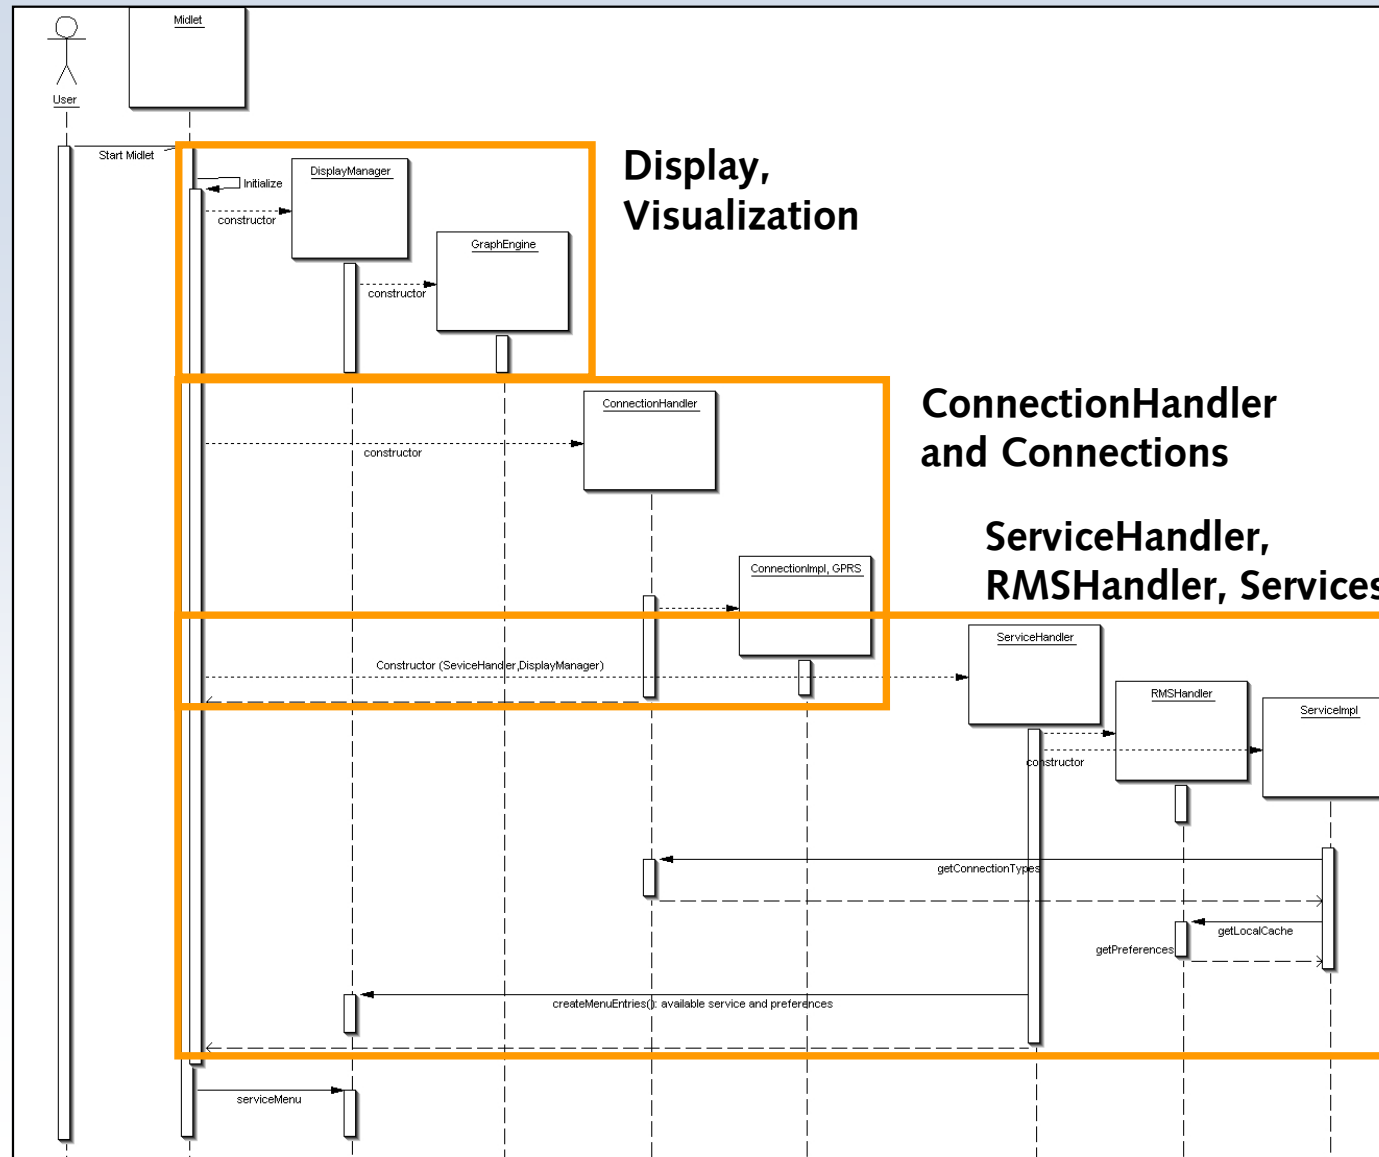 Midlet
User
Start Midlet
Initialize
DisplayManager
constructor
GraphEngine
constructor
Display,
Visualization
ConnectionHandler
constructor
ConnectionHandler
and Connections
ServiceHandler,
RMSHandler, Services
ConnectionImpl, GPRS
ServiceHandler
Constructor (SeviceHandler,DisplayManager)
RMSHandler
ServiceImpl
constructor
getConnectionTypes
getLocalCache
getPreferences
createMenuEntries(): available service and preferences
serviceMenu